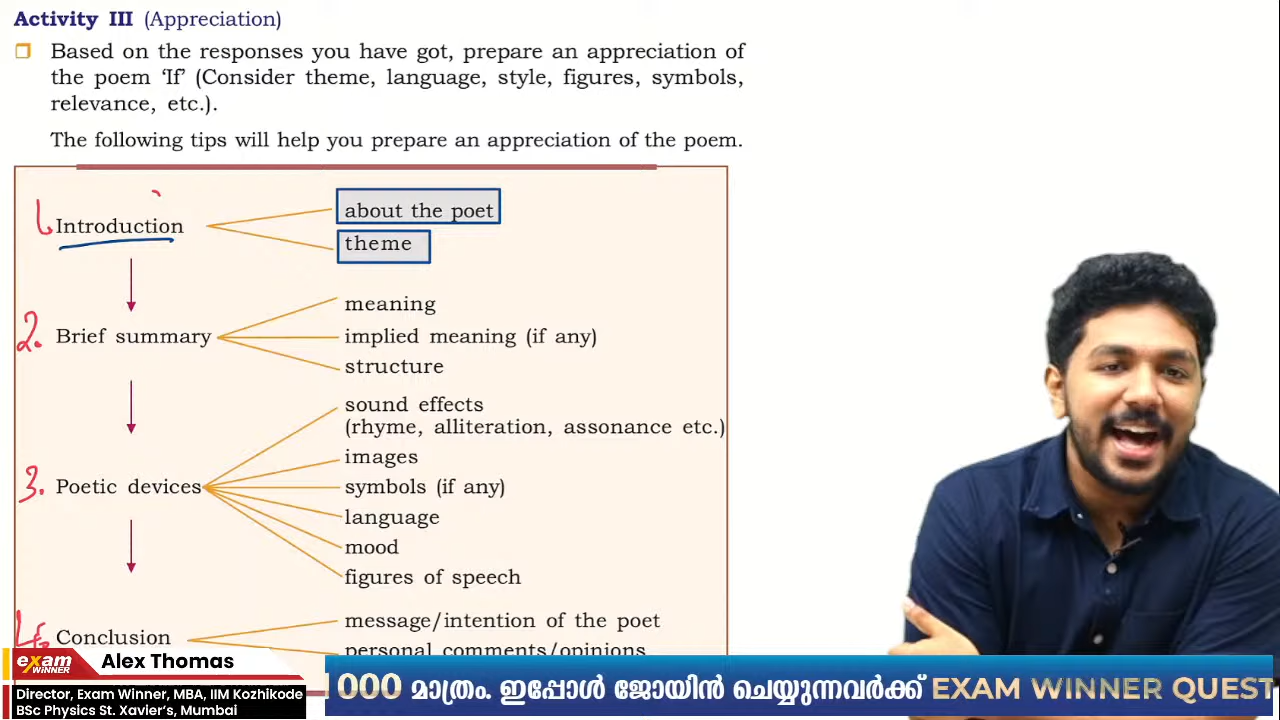 Activity III (Appreciation)
❒ Based on the responses you have got, prepare an appreciation of
the poem ‘If’ (Consider theme, language, style, figures, symbols,
relevance, etc.).
The following tips will help you prepare an appreciation of the poem.
1. Introduction
about the poet
theme
2. Brief summary
meaning
implied meaning (if any)
structure
3. Poetic devices
sound effects
(rhyme, alliteration, assonance etc.)
images
symbols (if any)
language
mood
figures of speech
4. Conclusion
message/intention of the poet
personal comments/opinions
exam WINNER
Alex Thomas
Director, Exam Winner, MBA, IIM Kozhikode
BSc Physics St. Xavier’s, Mumbai
1000 മാത്രം. ഇപ്പോൾ ജോയിൻ ചെയ്യുന്നവർക്ക് EXAM WINNER QUEST